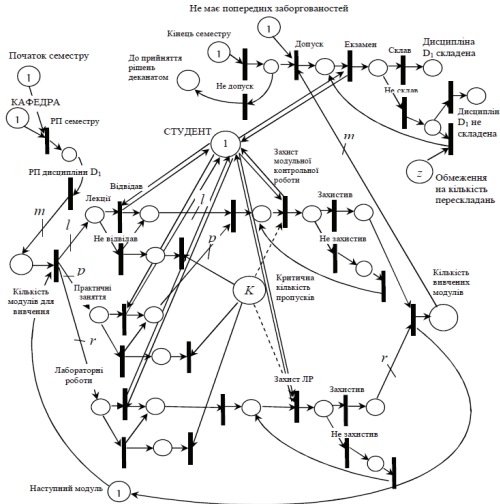 Не має попередніх заборгованостей
Кінець семестру
1
1
Допуск
Екзамен
Склав
Дисципліна
D₁ складена
Початок семестру
До прийняття
рішень
деканатом
Не допуск
Не склав
Дисциплін
D₁ не
складена
1
КАФЕДРА
1
РП семестру
СТУДЕНТ
1
m
z
Обмеження
на кількість
перескладань
РП дисципліни D₁
Захист
модульної
контрольної
роботи
Відвідав
Лекції
m
l
l
Захистив
Не відвідав
p
Не захистив
p
Кількість
модулів для
вивчення
Практичні
заняття
K
Критична
кількість
пропусків
Кількість
вивчених
модулів
r
Лабораторні
роботи
Захист ЛР
Захистив
r
Не захистив
Наступний модуль
1